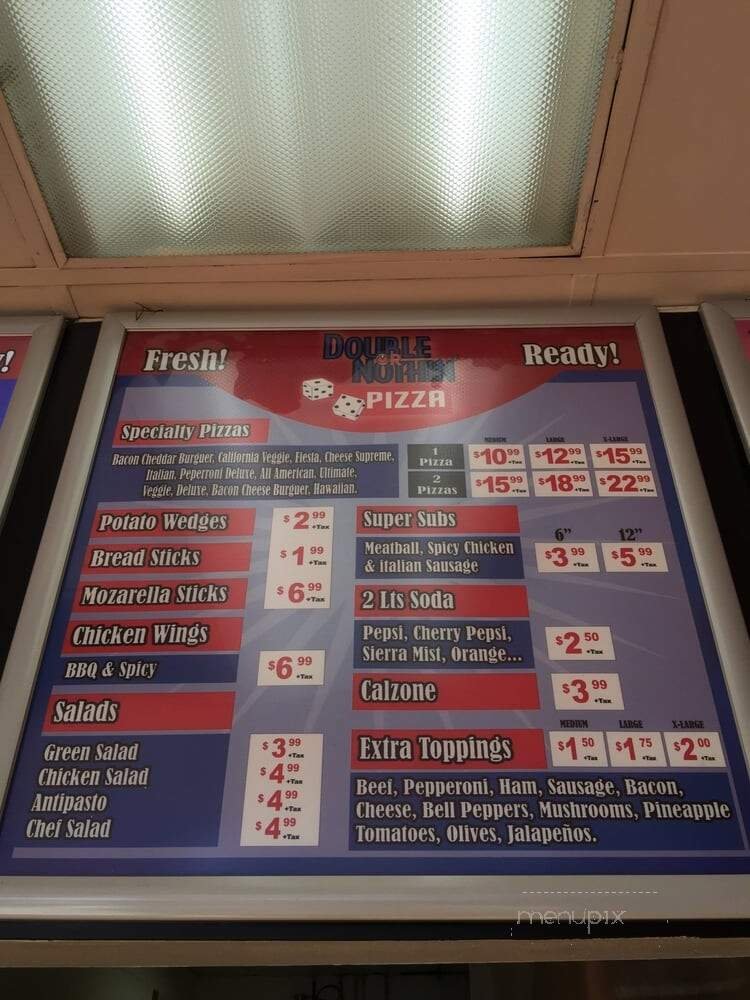 y!
Fresh!
DOUBLE
OR
NOTHIN
PIZZA
Ready!
Specialty Pizzas
Bacon Cheddar Burguer, California Veggie, Fiesta, Cheese Supreme,
Italian, Peperroni Deluxe, All American, Ultimate,
Veggie, Deluxe, Bacon Cheese Burguer, Hawaiian.
MEDIUM LARGE X-LARGE
1 Pizza $10.99 +Tax $12.99 +Tax $15.99 +Tax
2 Pizzas $15.99 +Tax $18.99 +Tax $22.99 +Tax
Potato Wedges $2.99 +Tax
Bread Sticks $1.99 +Tax
Mozarella Sticks $6.99 +Tax
Chicken Wings
BBQ & Spicy $6.99 +Tax
Salads
Green Salad $3.99 +Tax
Chicken Salad $4.99 +Tax
Antipasto $4.99 +Tax
Chef Salad $4.99 +Tax
Super Subs
6" 12"
Meatball, Spicy Chicken
& italian Sausage
$3.99 +Tax $5.99 +Tax
2 Lts Soda
Pepsi, Cherry Pepsi,
Sierra Mist, Orange...
$2.50 +Tax
Calzone $3.99 +Tax
MEDIUM LARGE X-LARGE
Extra Toppings $1.50 +Tax $1.75 +Tax $2.00 +Tax
Beef, Pepperoni, Ham, Sausage, Bacon,
Cheese, Bell Peppers, Mushrooms, Pineapple
Tomatoes, Olives, Jalapeños.
menupix